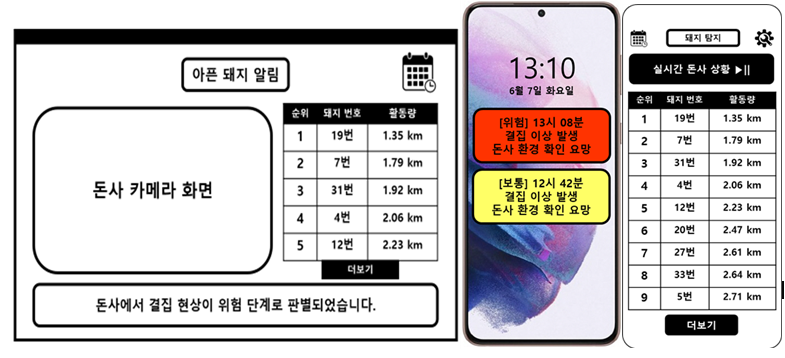 아픈 돼지 알림
돈사 카메라 화면
순위 돼지 번호 활동량
1 19번 1.35 km
2 7번 1.79 km
3 31번 1.92 km
4 4번 2.06 km
5 12번 2.23 km
더보기
돈사에서 결집 현상이 위험 단계로 판별되었습니다.
13:10
6월 7일 화요일
[위험] 13시 08분
결집 이상 발생
돈사 환경 확인 요망
[보통] 12시 42분
결집 이상 발생
돈사 환경 확인 요망
돼지 탐지
실시간 돈사 상황 ▶||
순위 돼지 번호 활동량
1 19번 1.35 km
2 7번 1.79 km
3 31번 1.92 km
4 4번 2.06 km
5 12번 2.23 km
6 20번 2.47 km
7 27번 2.61 km
8 33번 2.64 km
9 5번 2.71 km
더보기